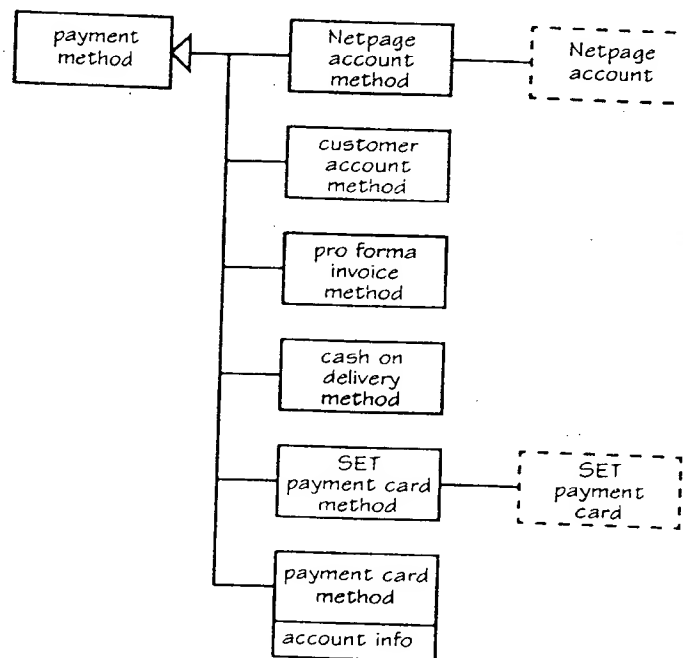 payment
method
Netpage
account
method
Netpage
account
customer
account
method
pro forma
invoice
method
cash on
delivery
method
SET
payment card
method
SET
payment
card
payment card
method
account info